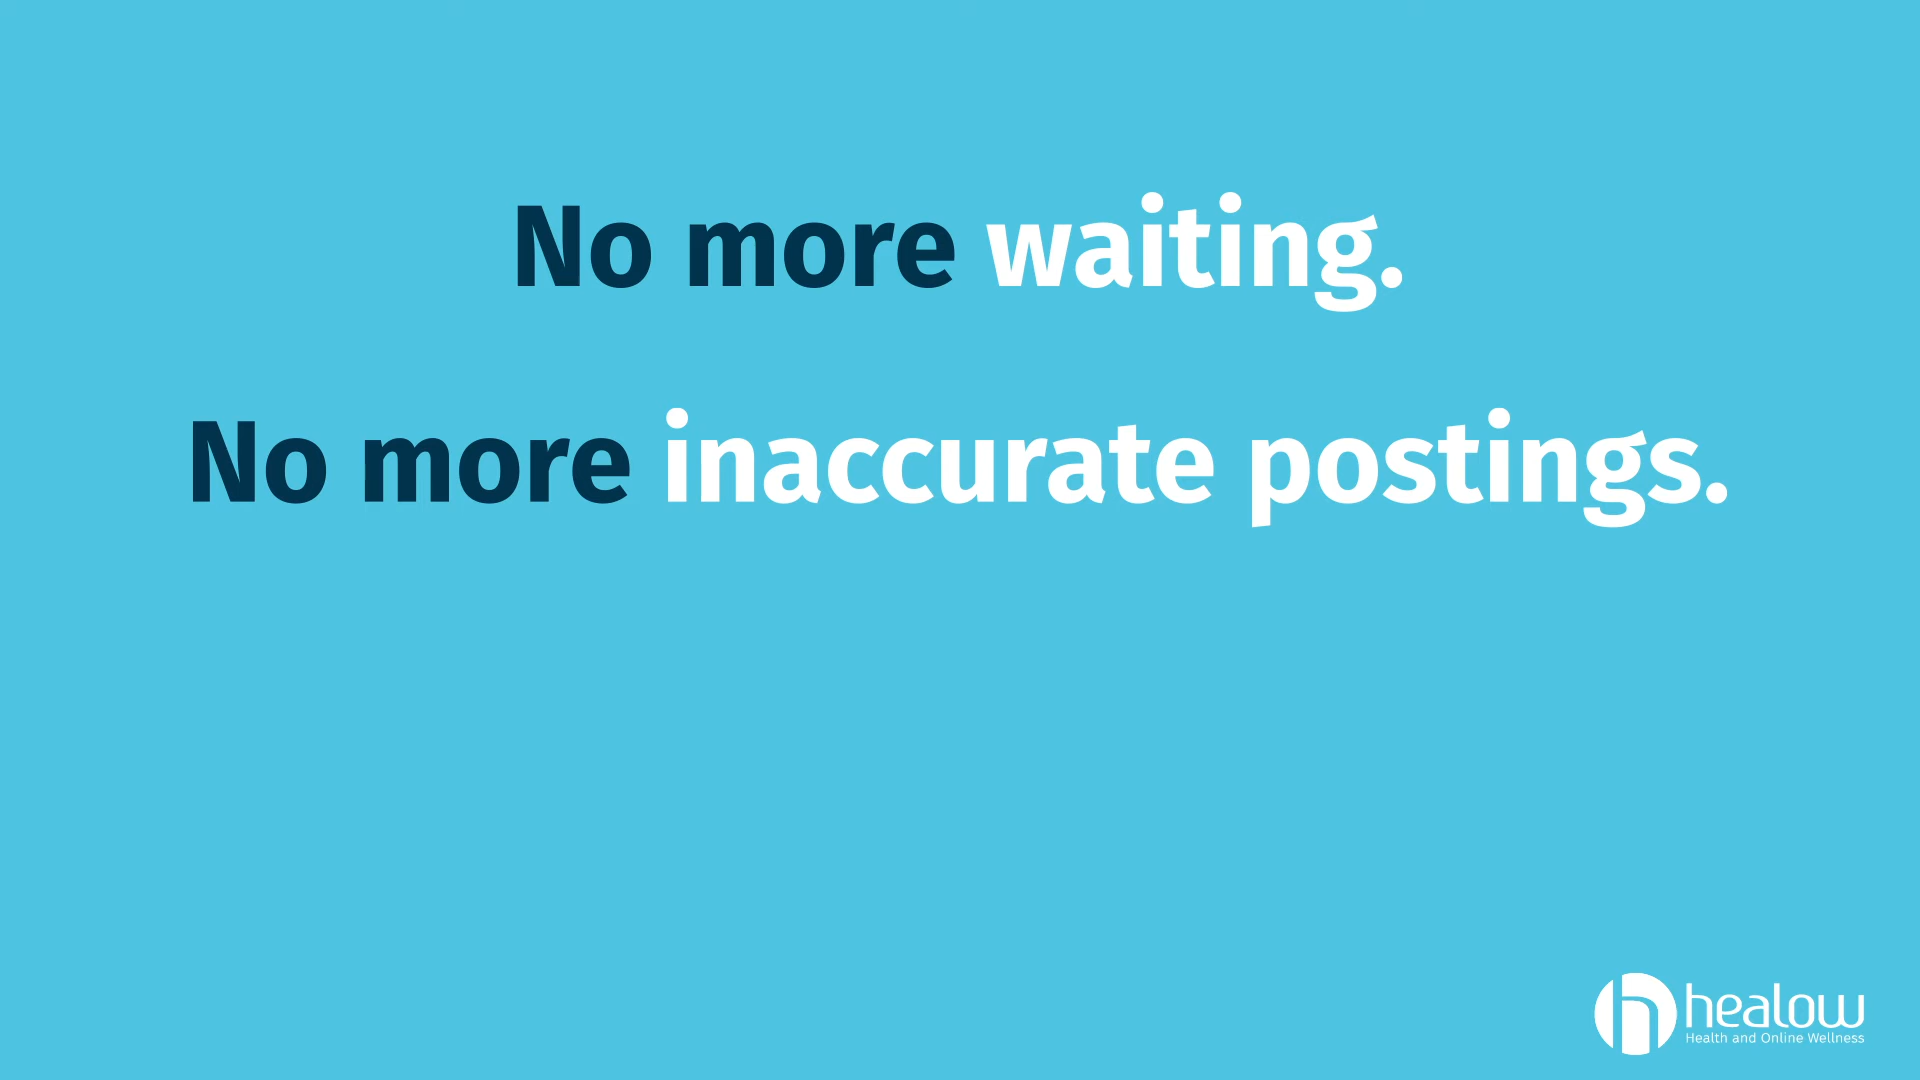 No more waiting.
No more inaccurate postings.
healow
Health and Online Wellness